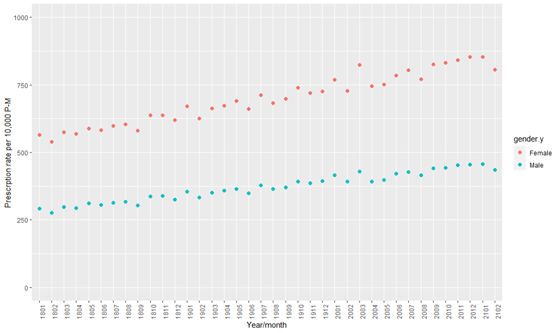 1000
750
500
250
0
Prescrption rate per 10,000 P-M
1801 1802 1803 1804 1805 1806 1807 1808 1809 1810 1811 1812 1901 1902 1903 1904 1905 1906 1907 1908 1909 1910 1911 1912 2001 2002 2003 2004 2005 2006 2007 2008 2009 2010 2011 2012 2101 2102
Year/month
gender.y
Female
Male